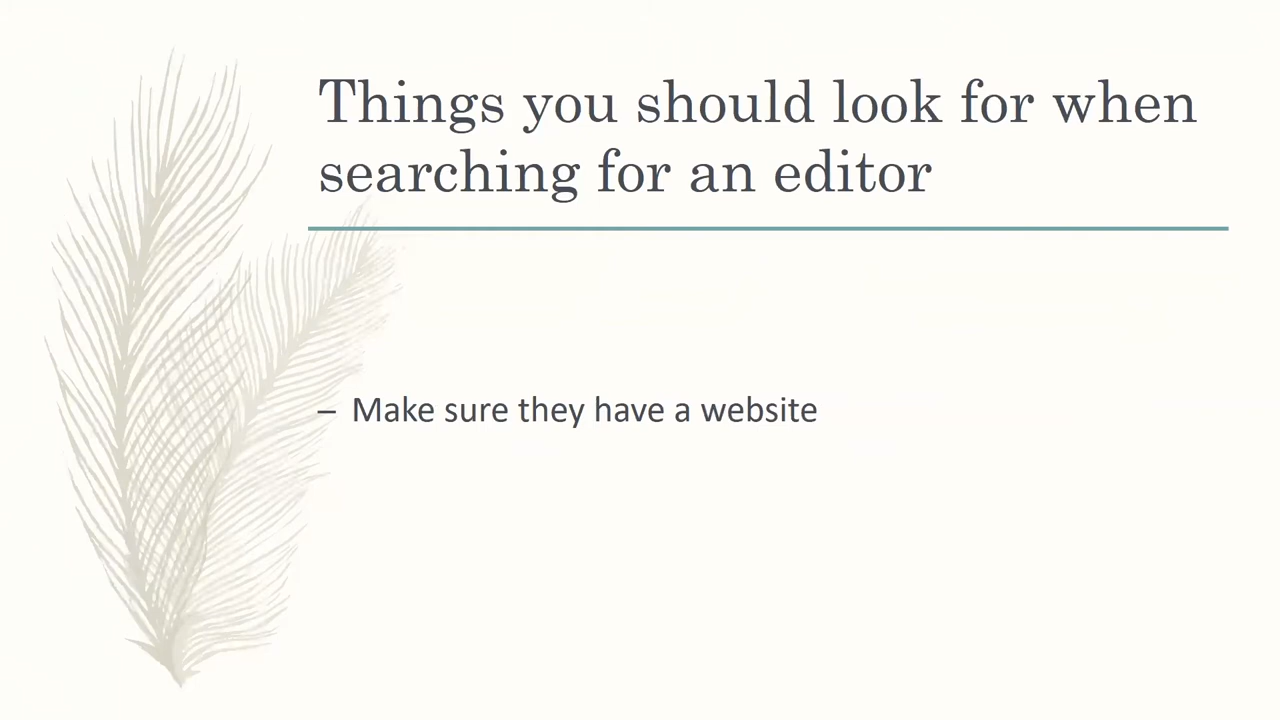 Things you should look for when
searching for an editor
– Make sure they have a website